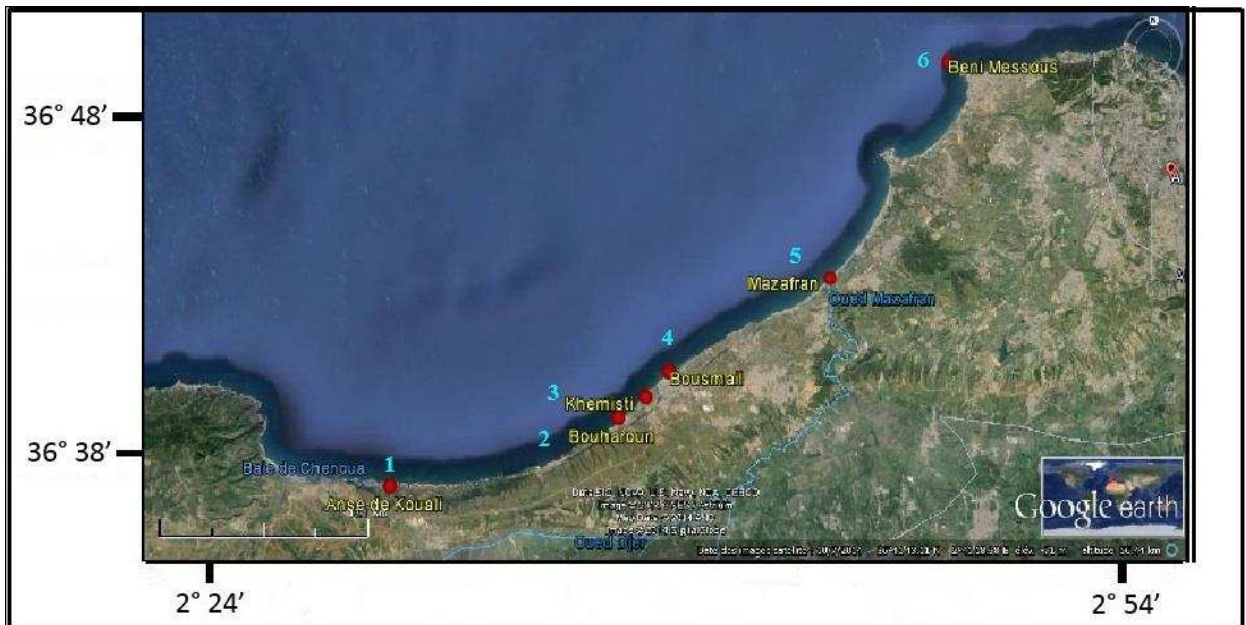 N
6
Beni Messous
36° 48’
5
Mazafran
Oued Mazafran
4
Bousmail
3
Khemisti
2
Bouharoun
36° 38’
Baie de Chenoua
1
Anse de Kouali
Google earth
Oued Djer
2° 24’
2° 54’